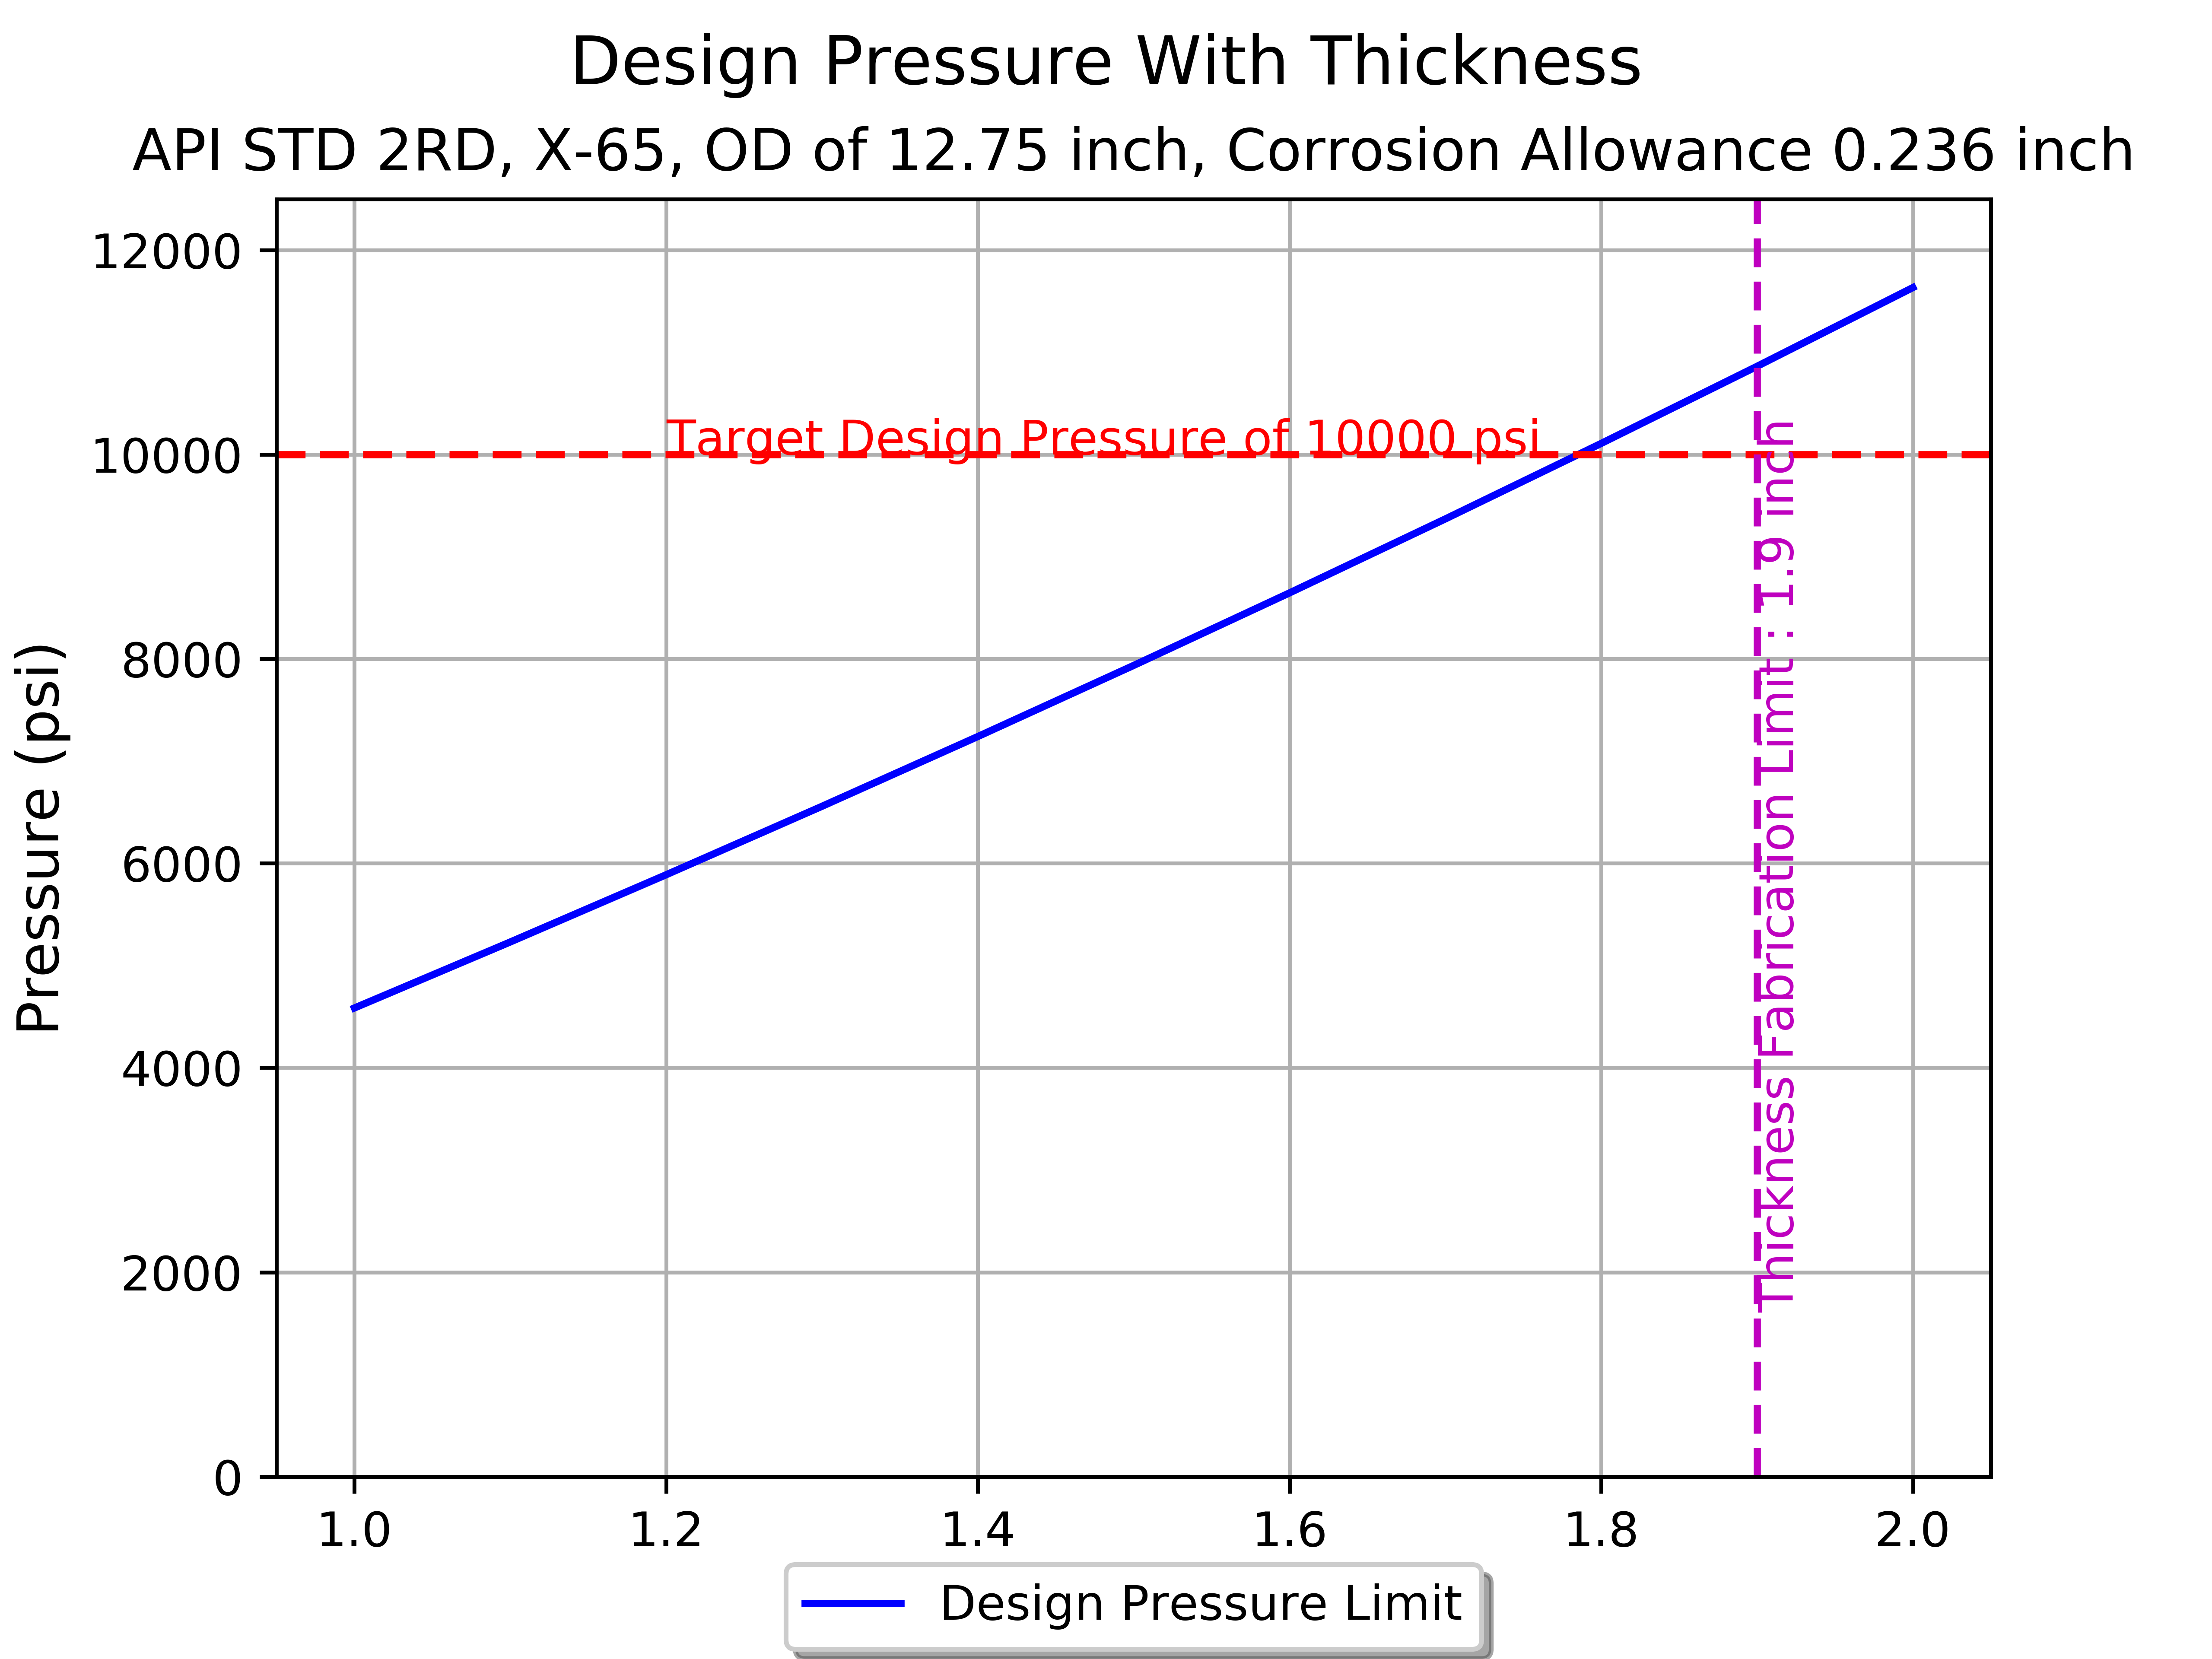 Design Pressure With Thickness
API STD 2RD, X-65, OD of 12.75 inch, Corrosion Allowance 0.236 inch
Pressure (psi)
12000
10000
8000
6000
4000
2000
0
Target Design Pressure of 10000 psi
Thickness Fabrication Limit : 1.9 inch
1.0 1.2 1.4 1.6 1.8 2.0
Design Pressure Limit